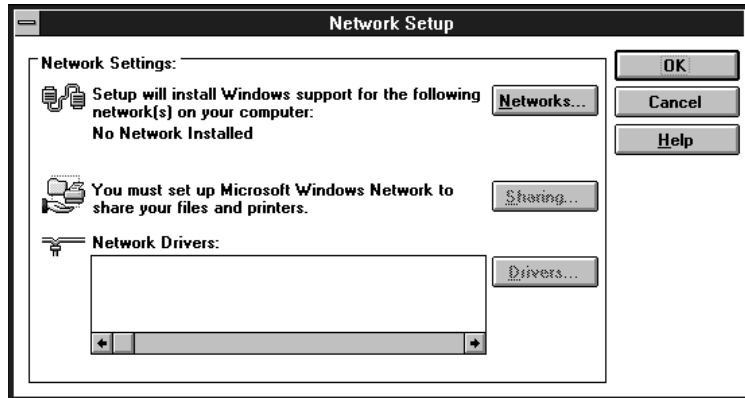 Network Setup
Network Settings:
Setup will install Windows support for the following
network(s) on your computer:
No Network Installed
Networks...
You must set up Microsoft Windows Network to
share your files and printers.
Sharing...
Network Drivers:
Drivers...
OK
Cancel
Help